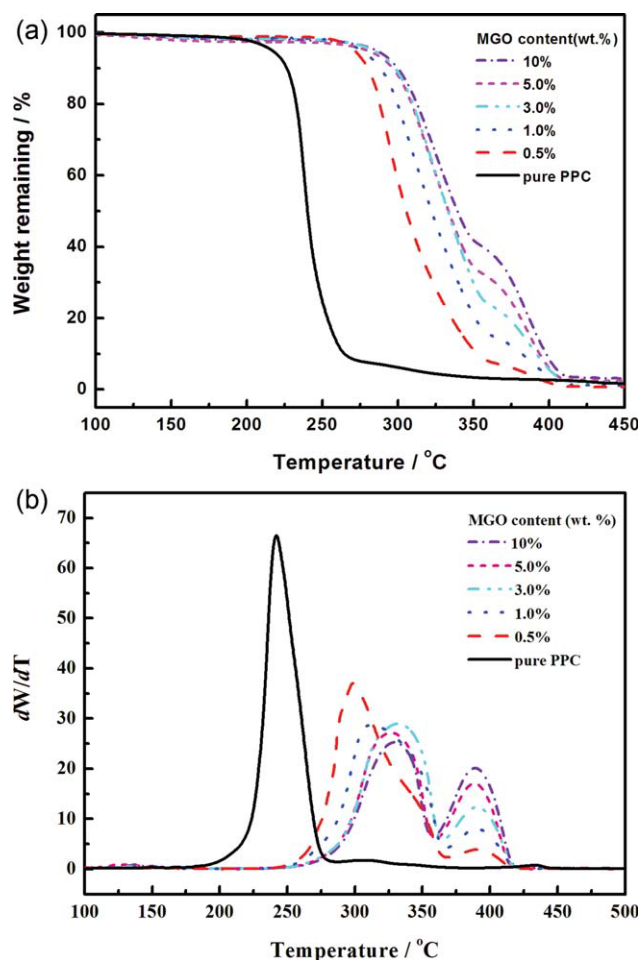 (a)
MGO content(wt.%)
10%
5.0%
3.0%
1.0%
0.5%
pure PPC
Weight remaining / %
100
80
60
40
20
0
100 150 200 250 300 350 400 450
Temperature / °C
(b)
MGO content (wt. %)
10%
5.0%
3.0%
1.0%
0.5%
pure PPC
dW/dT
70
60
50
40
30
20
10
0
100 150 200 250 300 350 400 450 500
Temperature / °C